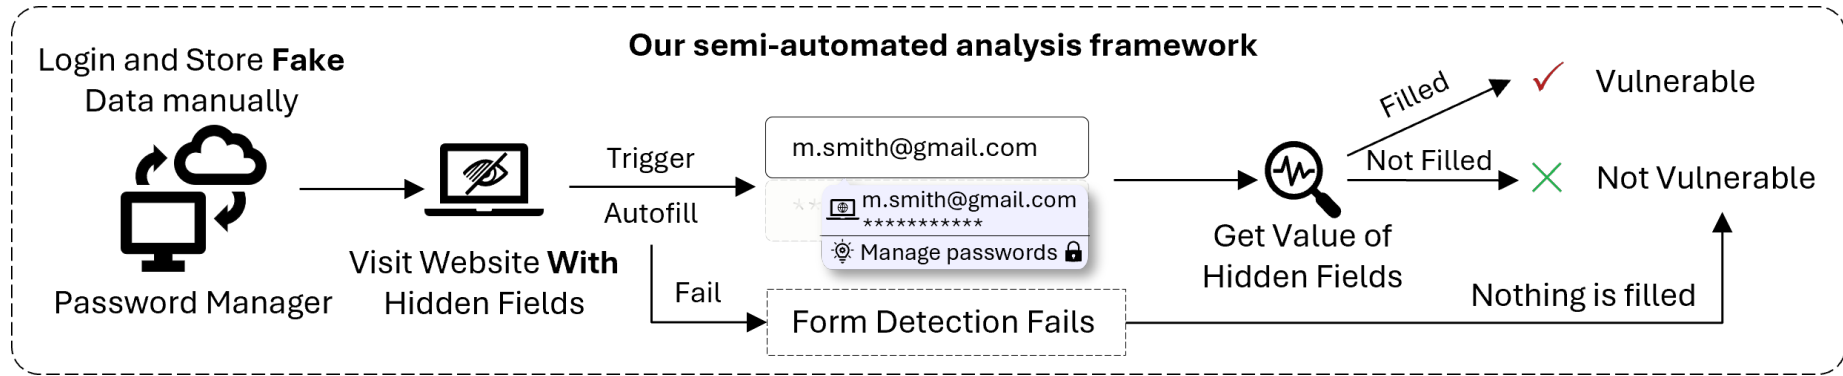 Our semi-automated analysis framework
Login and Store Fake
Data manually
Password Manager
Visit Website With
Hidden Fields
Trigger
Autofill
Fail
m.smith@gmail.com
**
m.smith@gmail.com
***********
Manage passwords
Form Detection Fails
Get Value of
Hidden Fields
Filled
Not Filled
Vulnerable
Not Vulnerable
Nothing is filled